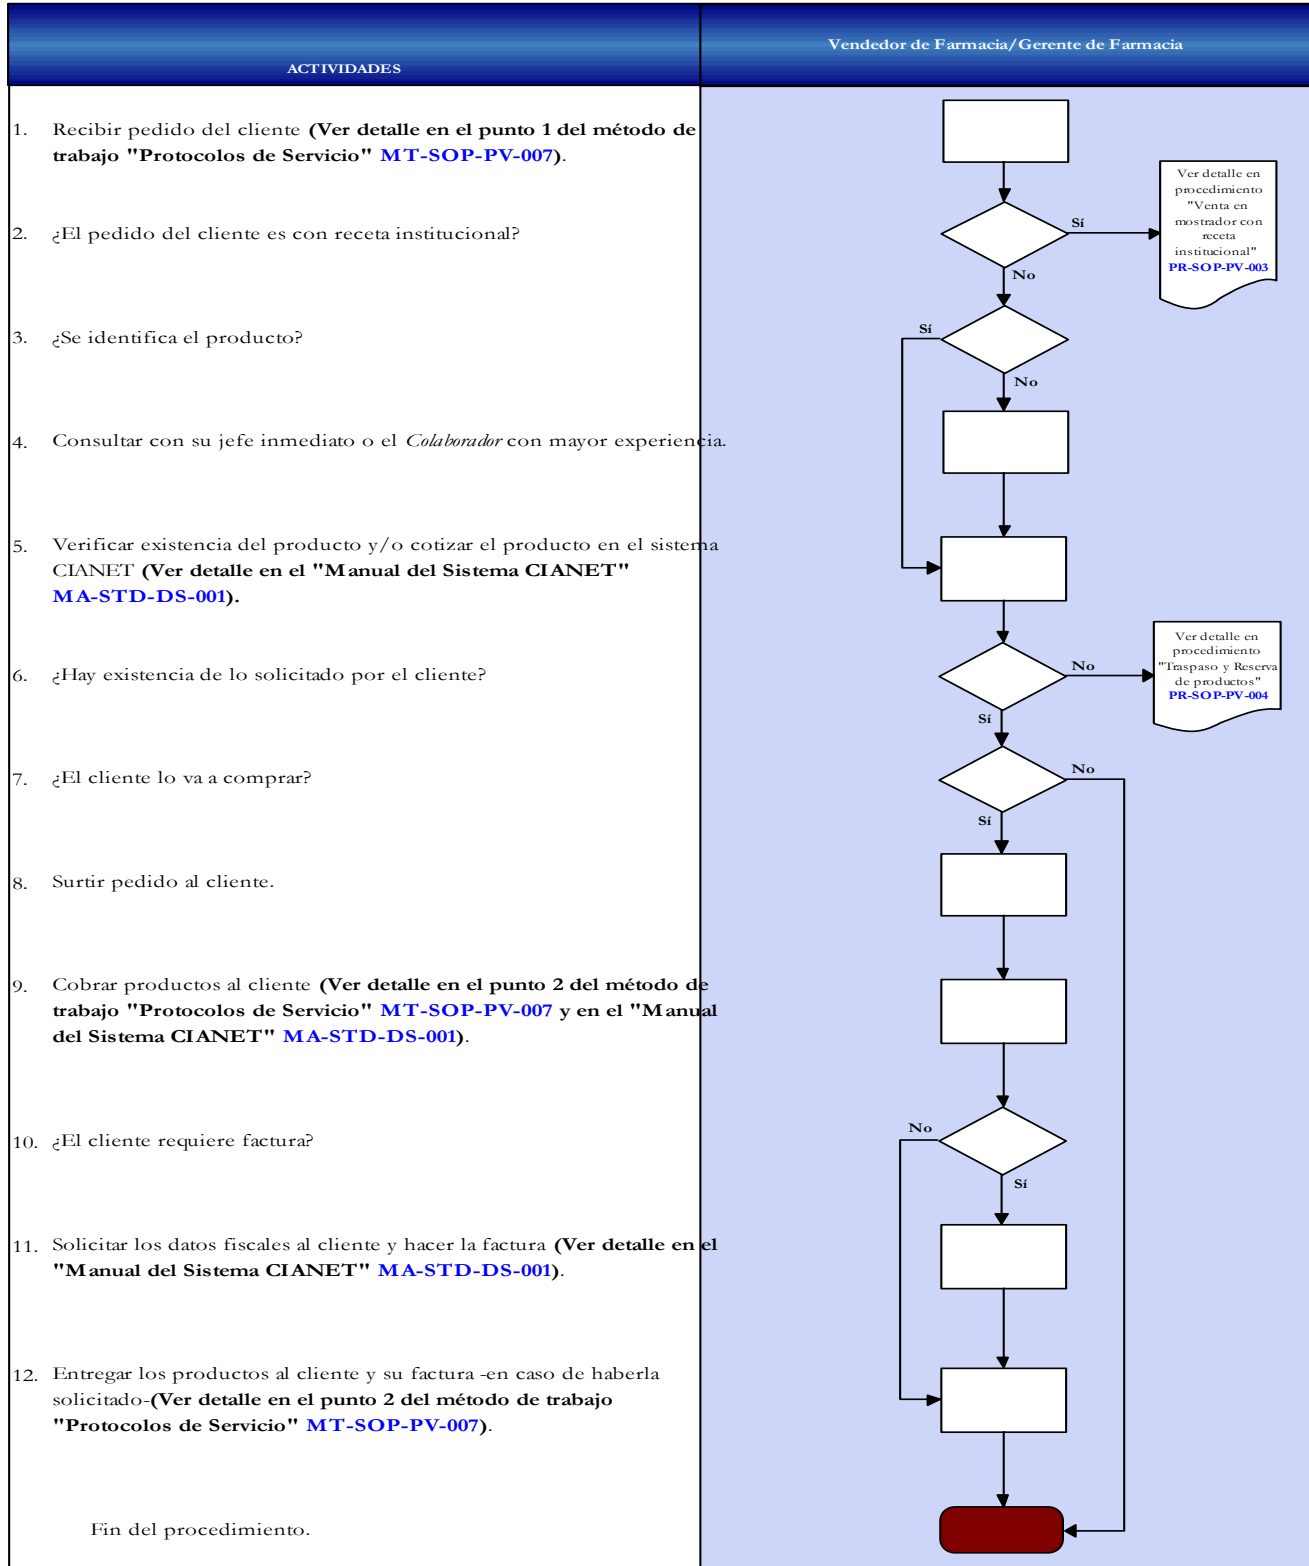 ACTIVIDADES
Vendedor de Farmacia/Gerente de Farmacia
1. Recibir pedido del cliente (Ver detalle en el punto 1 del método de
trabajo "Protocolos de Servicio" MT-SOP-PV-007).
Ver detalle en
procedimiento
"Venta en
mostrador con
receta
institucional"
PR-SOP-PV-003
2. ¿El pedido del cliente es con receta institucional?
Sí
No
3. ¿Se identifica el producto?
Sí
No
4. Consultar con su jefe inmediato o el Colaborador con mayor experiencia.
5. Verificar existencia del producto y/o cotizar el producto en el sistema
CIANET (Ver detalle en el "Manual del Sistema CIANET"
MA-STD-DS-001).
6. ¿Hay existencia de lo solicitado por el cliente?
No
Sí
Ver detalle en
procedimiento
"Traspaso y Reserva
de productos"
PR-SOP-PV-004
7. ¿El cliente lo va a comprar?
No
Sí
8. Surtir pedido al cliente.
9. Cobrar productos al cliente (Ver detalle en el punto 2 del método de
trabajo "Protocolos de Servicio" MT-SOP-PV-007 y en el "Manual
del Sistema CIANET" MA-STD-DS-001).
10. ¿El cliente requiere factura?
No
Sí
11. Solicitar los datos fiscales al cliente y hacer la factura (Ver detalle en el
"Manual del Sistema CIANET" MA-STD-DS-001).
12. Entregar los productos al cliente y su factura -en caso de haberla
solicitado-(Ver detalle en el punto 2 del método de trabajo
"Protocolos de Servicio" MT-SOP-PV-007).
Fin del procedimiento.